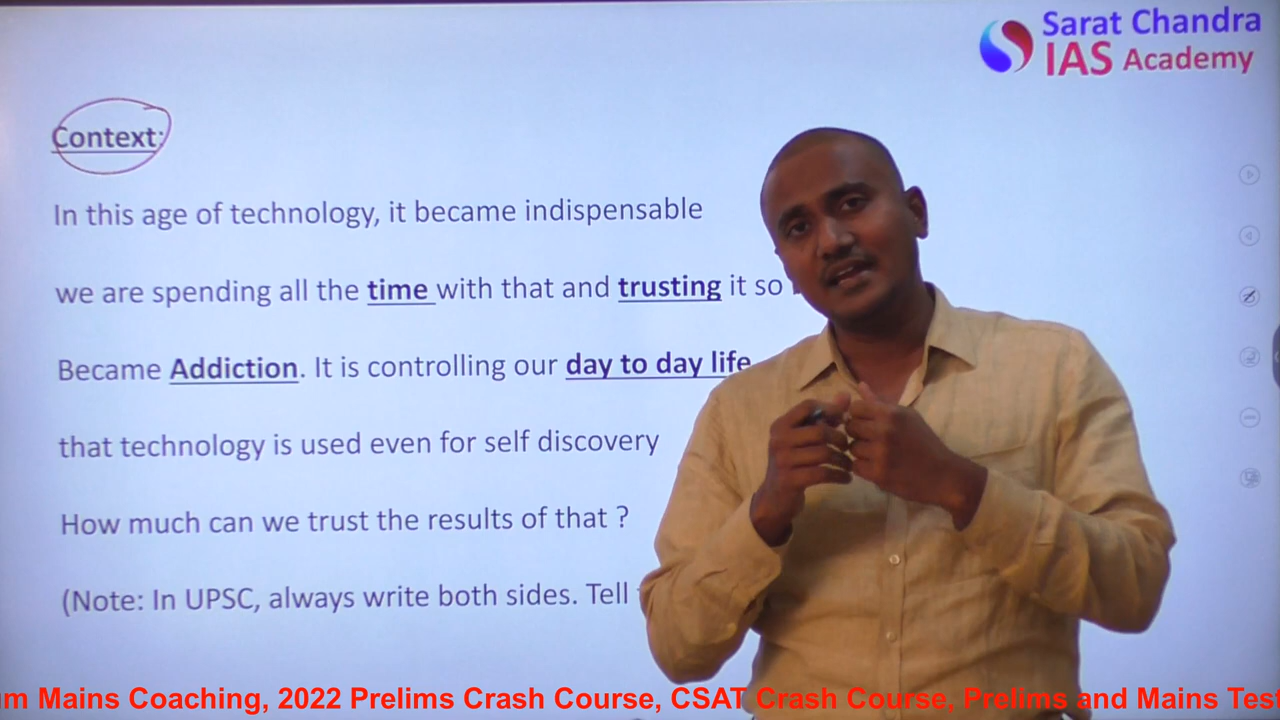 Sarat Chandra
IAS Academy
Context:
In this age of technology, it became indispensable
we are spending all the time with that and trusting it so
Became Addiction. It is controlling our day to day life
that technology is used even for self discovery
How much can we trust the results of that ?
(Note: In UPSC, always write both sides. Tell
Mains Coaching, 2022 Prelims Crash Course, CSAT Crash Course, Prelims and Mains Test